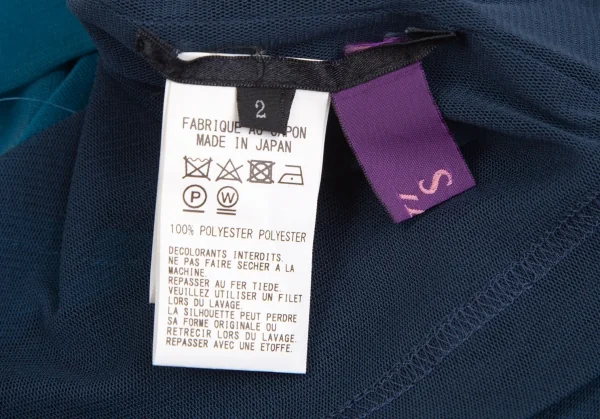 2
FABRIQUE AU JAPON
MADE IN JAPAN
P W
100% POLYESTER POLYESTER
DECOLORANTS INTERDITS.
NE PAS FAIRE SECHER A LA
MACHINE.
REPASSER AU FER TIEDE.
VEUILLEZ UTILISER UN FILET
LORS DU LAVAGE.
LA SILHOUETTE PEUT PERDRE
SA FORME ORIGINALE OU
RETRECIR LORS DU LAVAGE.
REPASSER AVEC UNE ETOFFE.
'S